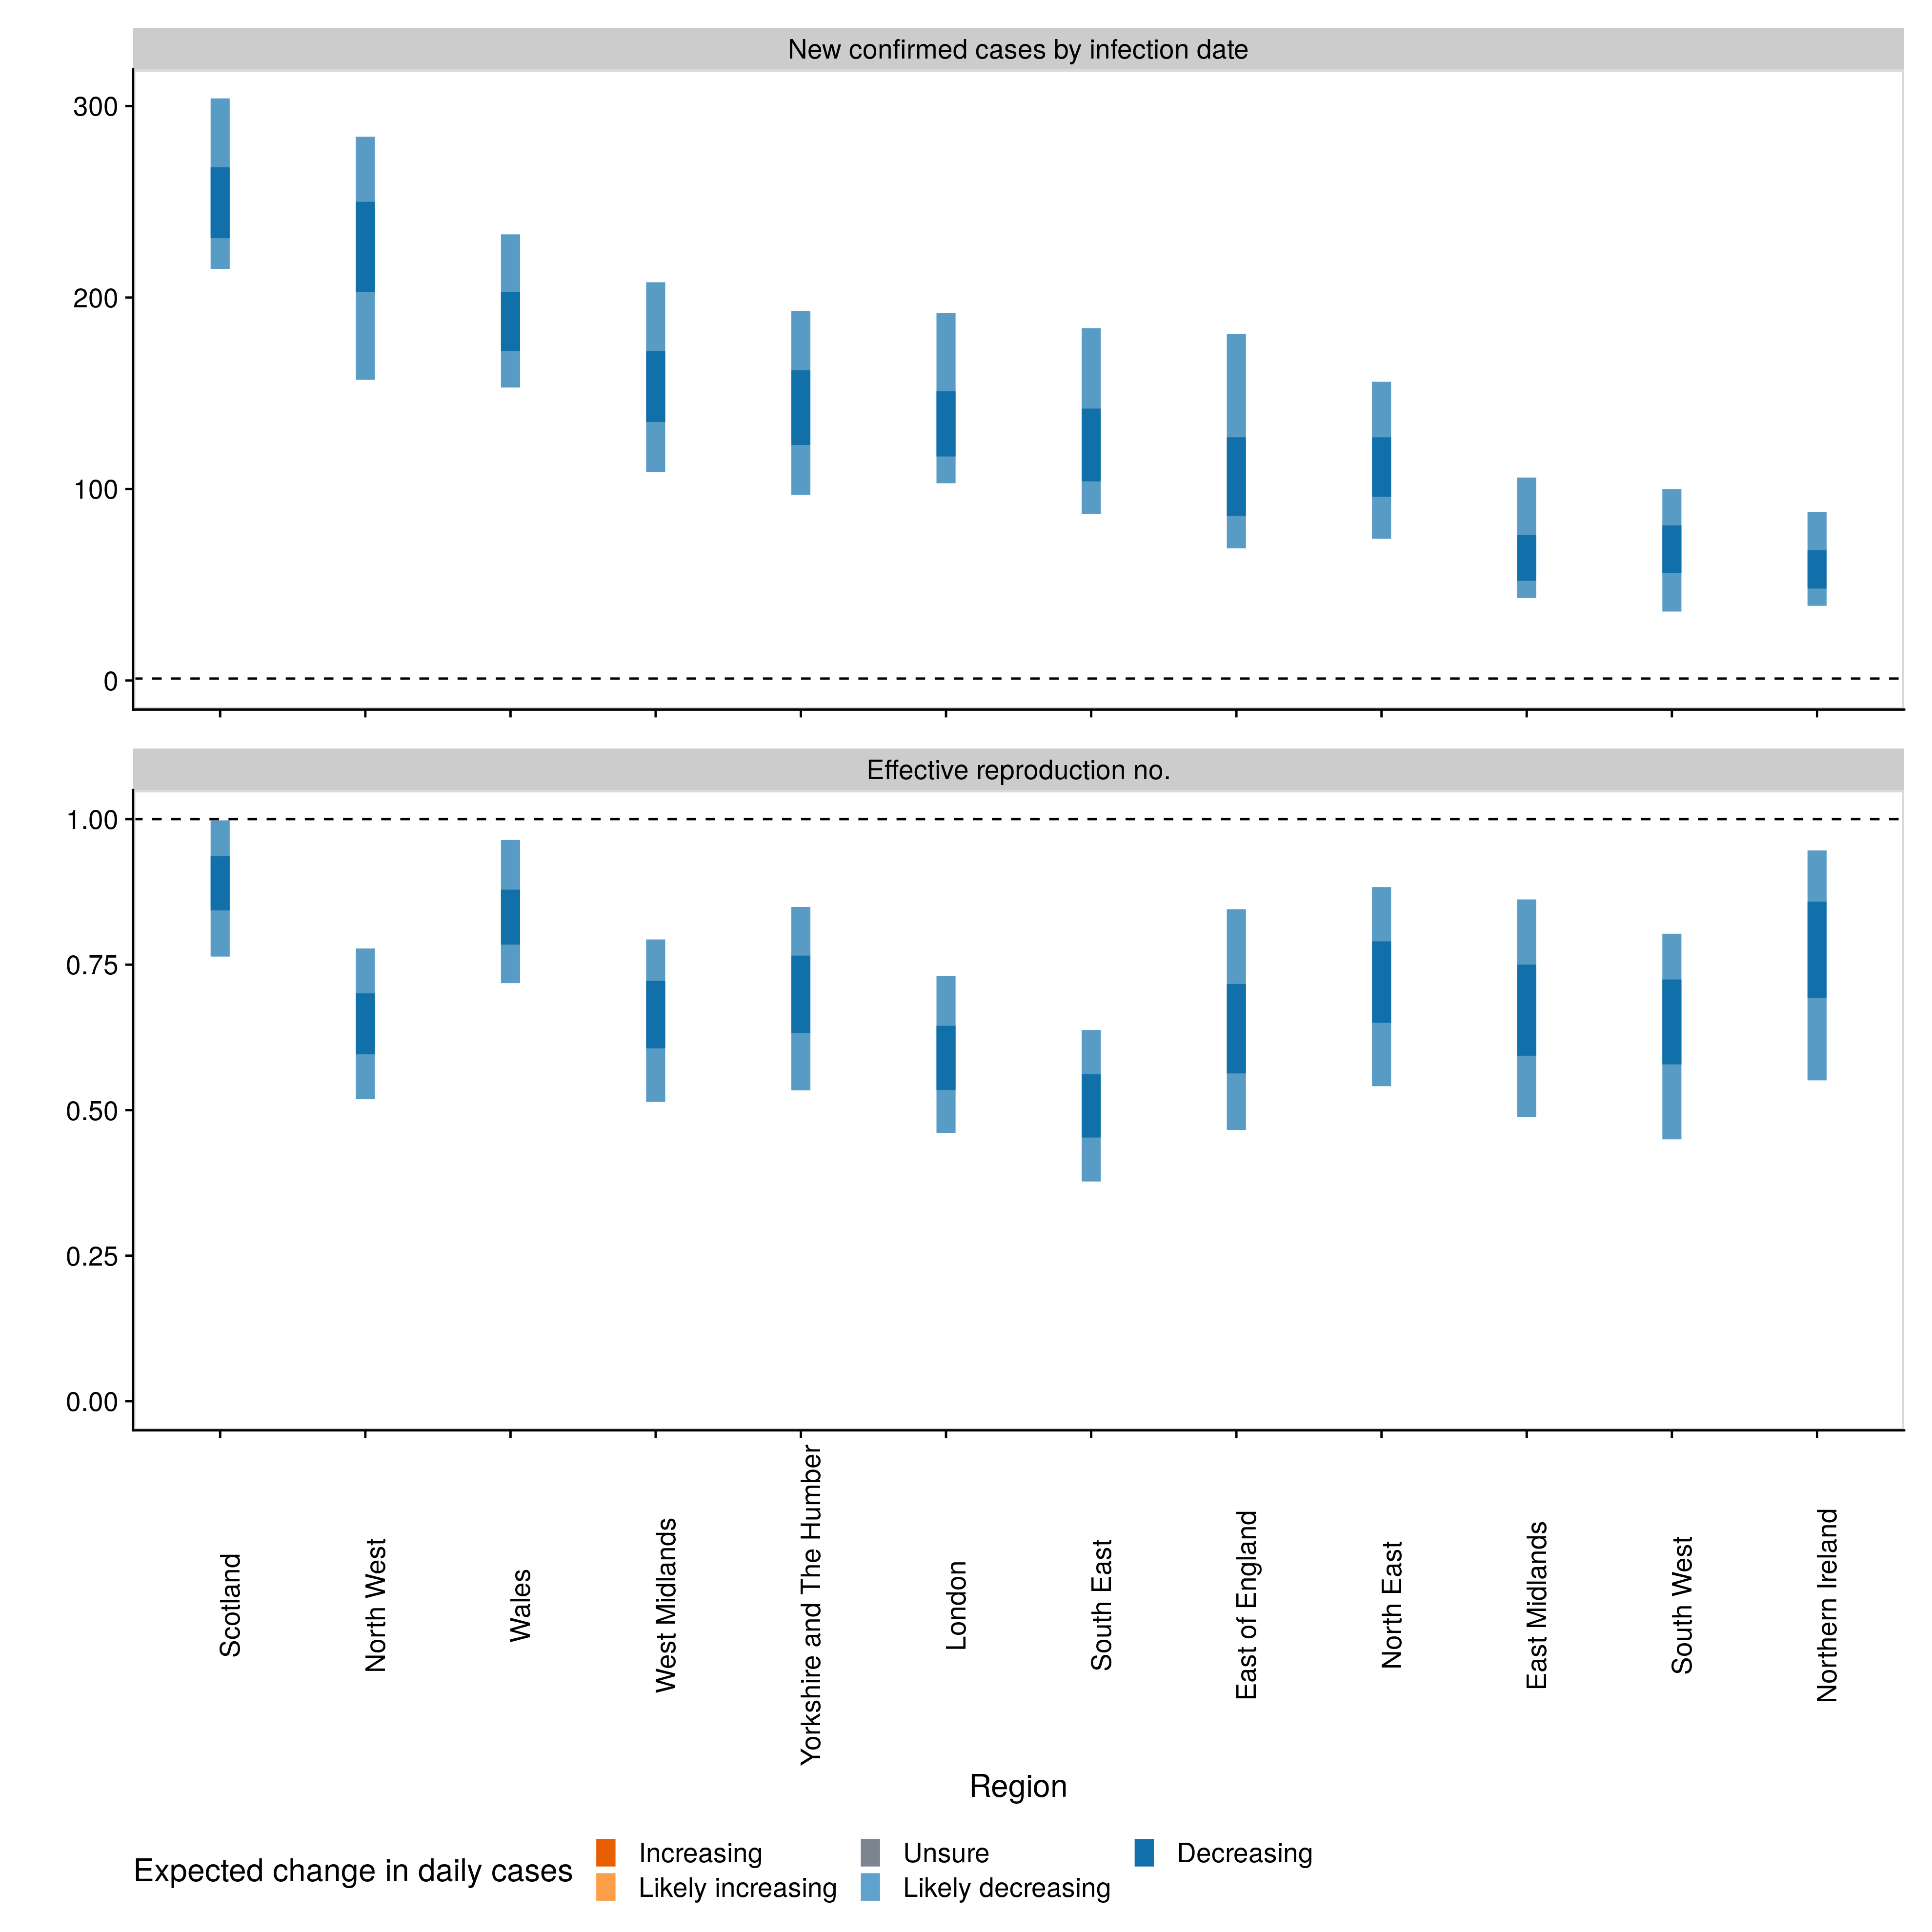 New confirmed cases by infection date
300
200
100
0
Effective reproduction no.
1.00
0.75
0.50
0.25
0.00
Scotland
North West
Wales
West Midlands
Yorkshire and The Humber
London
South East
East of England
North East
East Midlands
South West
Northern Ireland
Region
Expected change in daily cases
Increasing
Unsure
Decreasing
Likely increasing
Likely decreasing